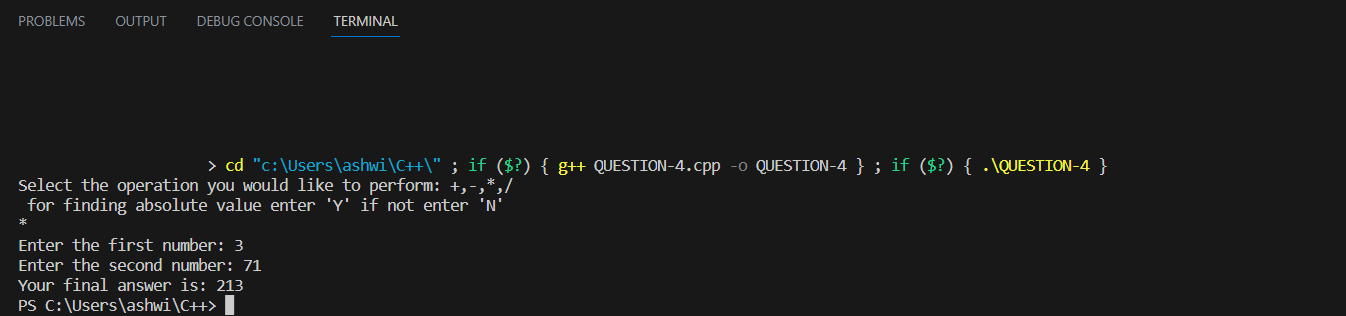 PROBLEMS OUTPUT DEBUG CONSOLE TERMINAL
> cd "c:\Users\ashwi\C++\" ; if ($?) { g++ QUESTION-4.cpp -o QUESTION-4 } ; if ($?) { .\QUESTION-4 }
Select the operation you would like to perform: +,-,*,/
 for finding absolute value enter 'Y' if not enter 'N'
*
Enter the first number: 3
Enter the second number: 71
Your final answer is: 213
PS C:\Users\ashwi\C++>